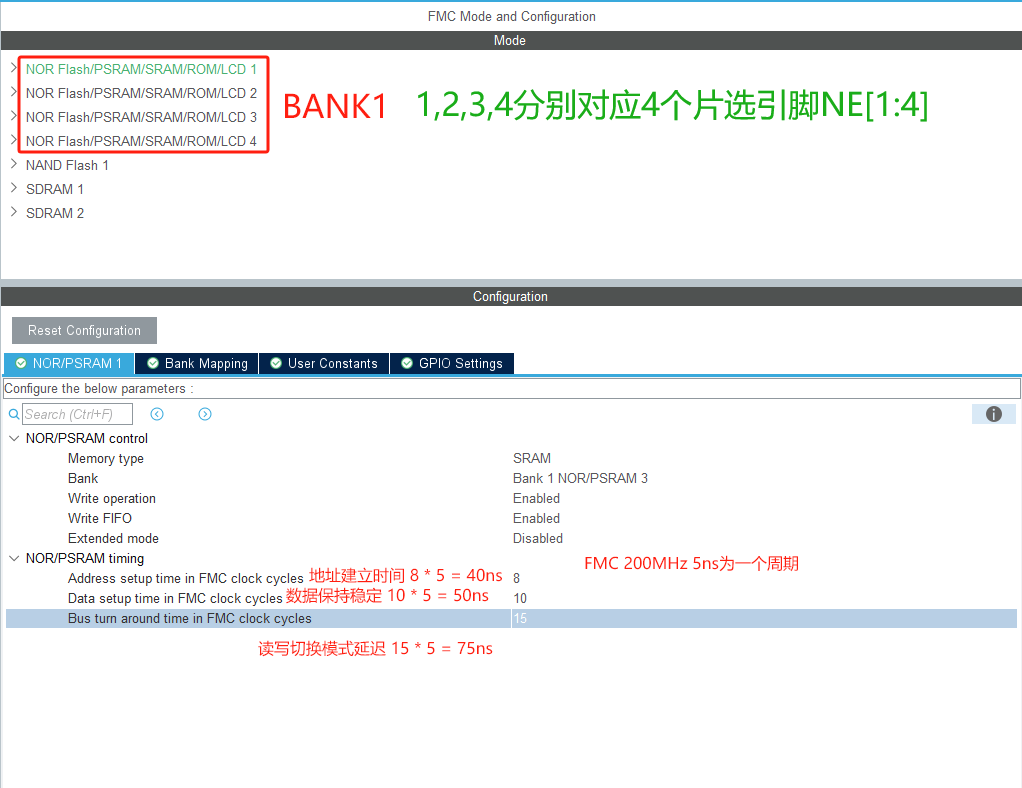 FMC Mode and Configuration
Mode
NOR Flash/PSRAM/SRAM/ROM/LCD 1
NOR Flash/PSRAM/SRAM/ROM/LCD 2
NOR Flash/PSRAM/SRAM/ROM/LCD 3
NOR Flash/PSRAM/SRAM/ROM/LCD 4
BANK1 1,2,3,4分别对应4个片选引脚NE[1:4]
NAND Flash 1
SDRAM 1
SDRAM 2
Configuration
Reset Configuration
NOR/PSRAM 1 Bank Mapping User Constants GPIO Settings
Configure the below parameters :
Search (Ctrl+F)
NOR/PSRAM control
Memory type SRAM
Bank Bank 1 NOR/PSRAM 3
Write operation Enabled
Write FIFO Enabled
Extended mode Disabled
NOR/PSRAM timing
FMC 200MHz 5ns为一个周期
Address setup time in FMC clock cycles 地址建立时间 8 * 5 = 40ns 8
Data setup time in FMC clock cycles 数据保持稳定 10 * 5 = 50ns 10
Bus turn around time in FMC clock cycles 15
读写切换模式延迟 15 * 5 = 75ns